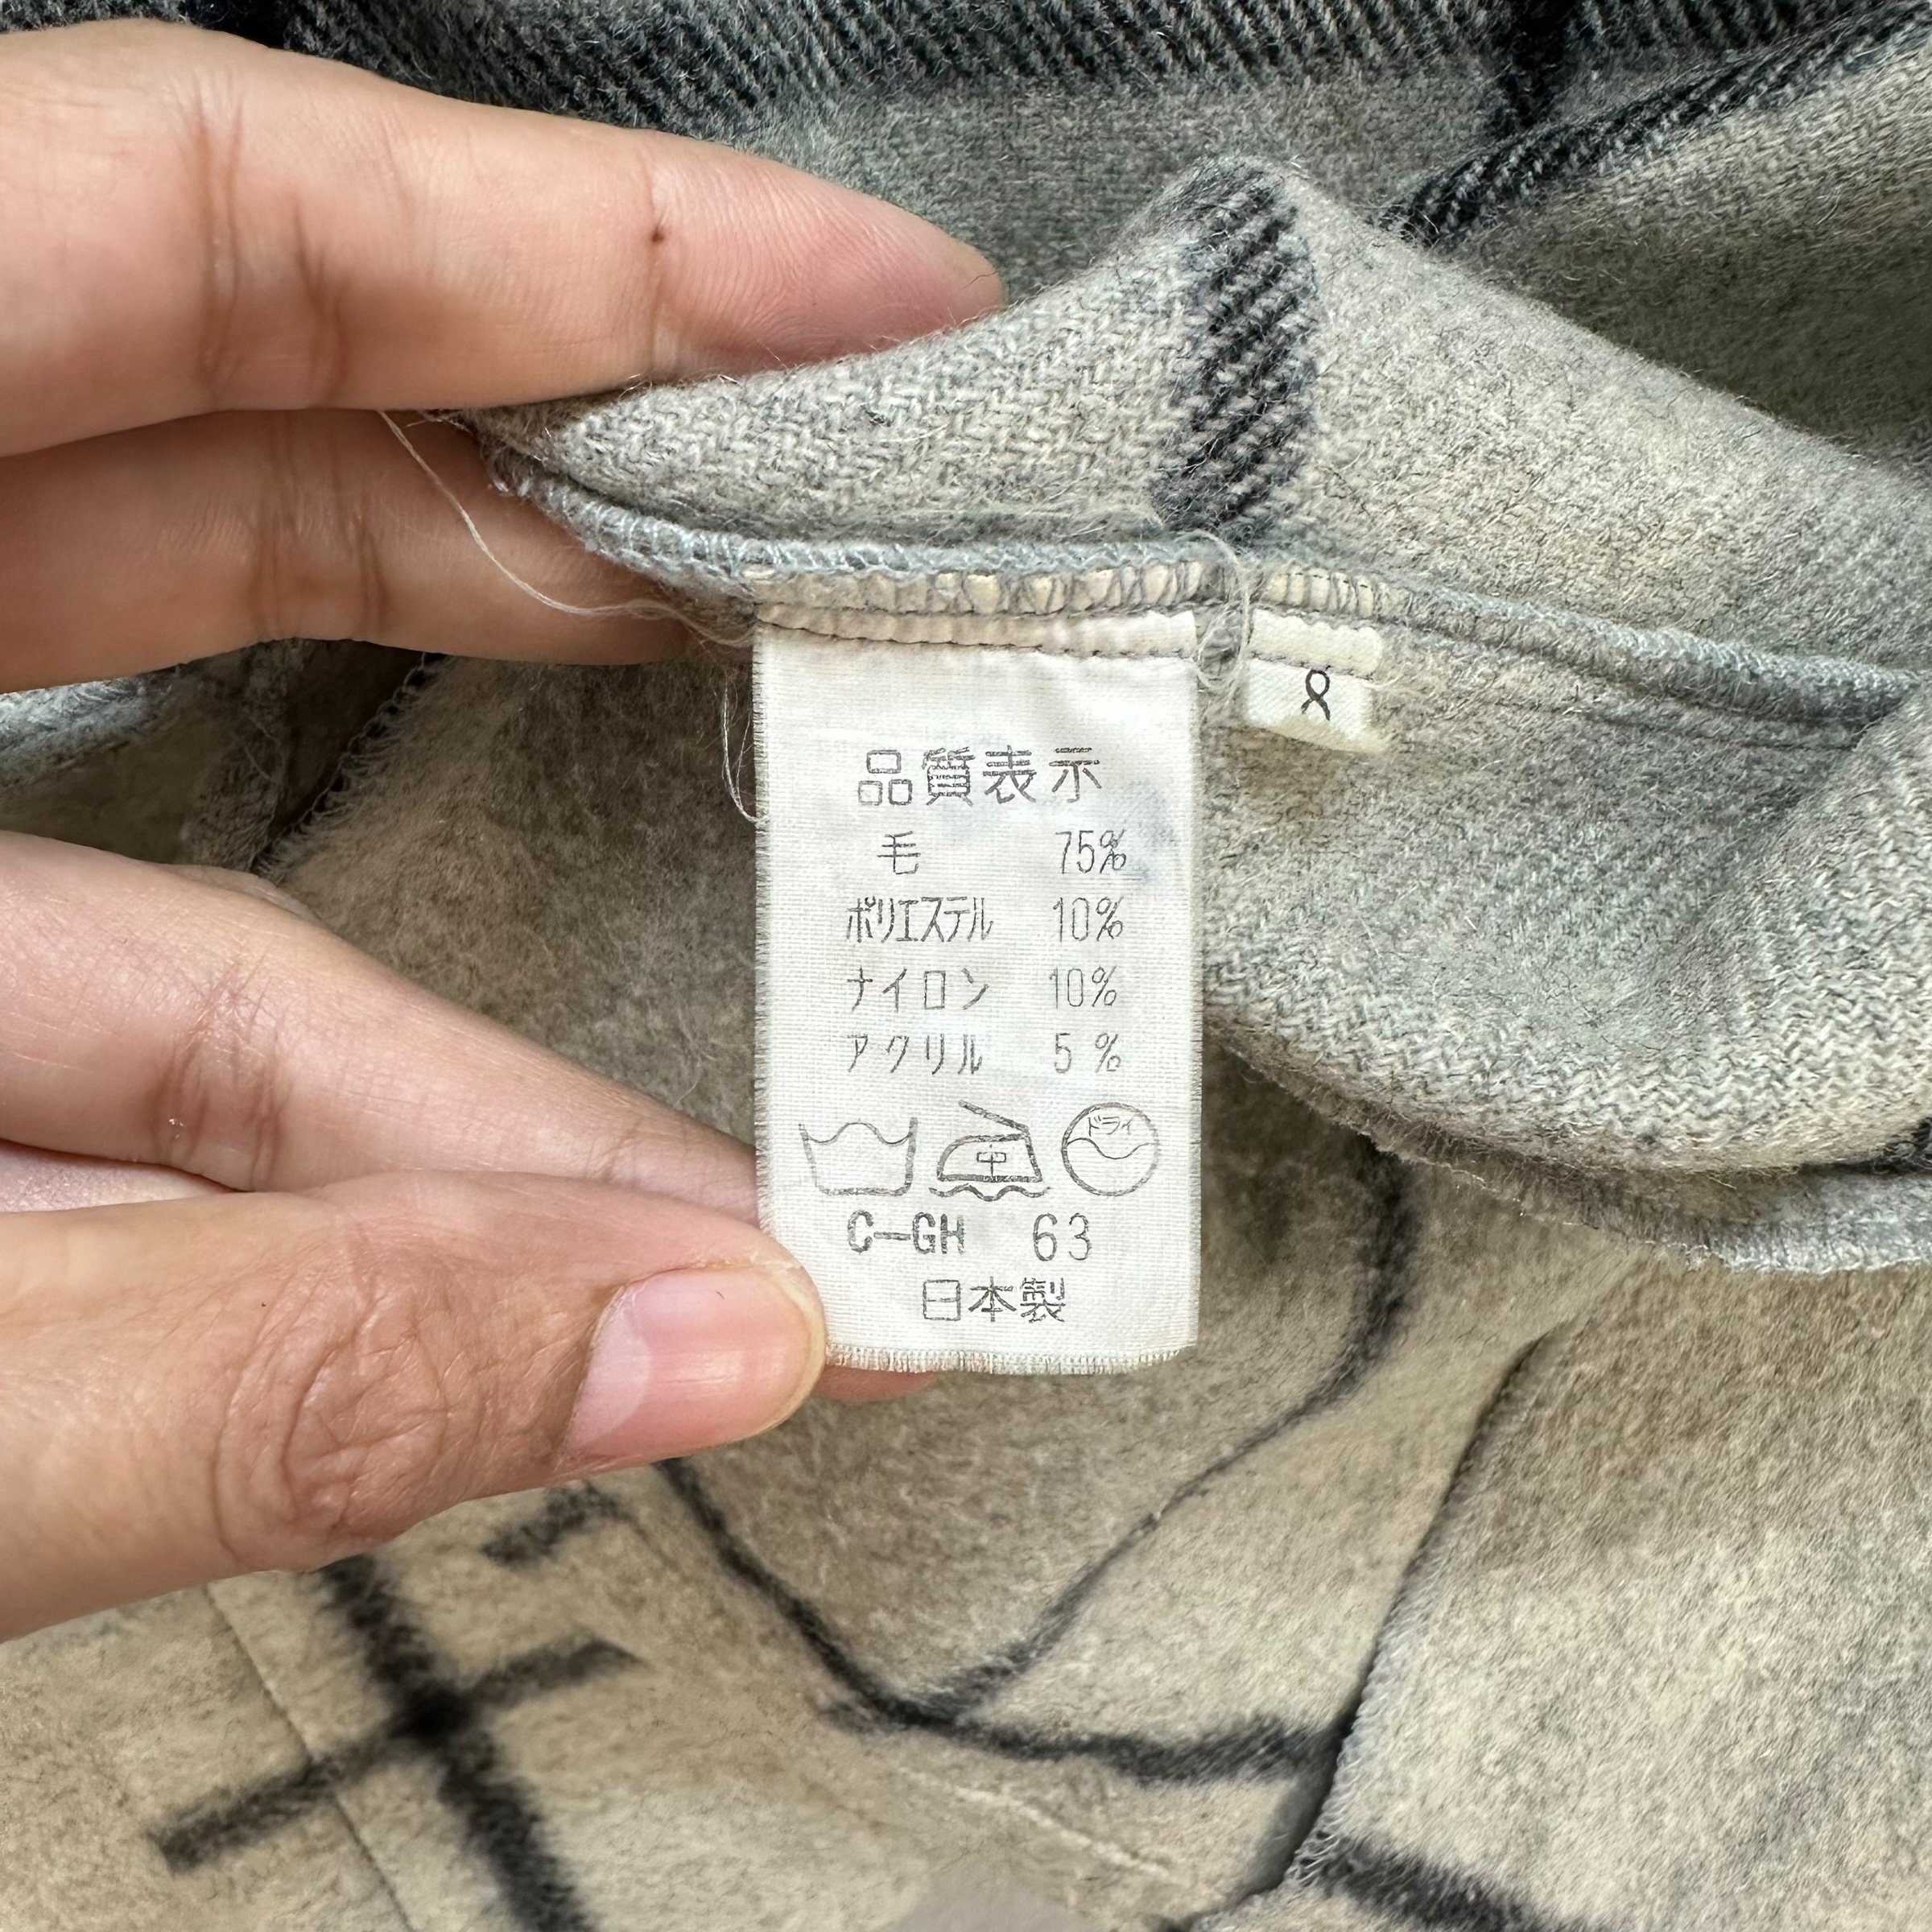 8
品質表示
毛 75%
ポリエステル 10%
ナイロン 10%
アクリル 5%
中 ドライ
C-GH 63
日本製